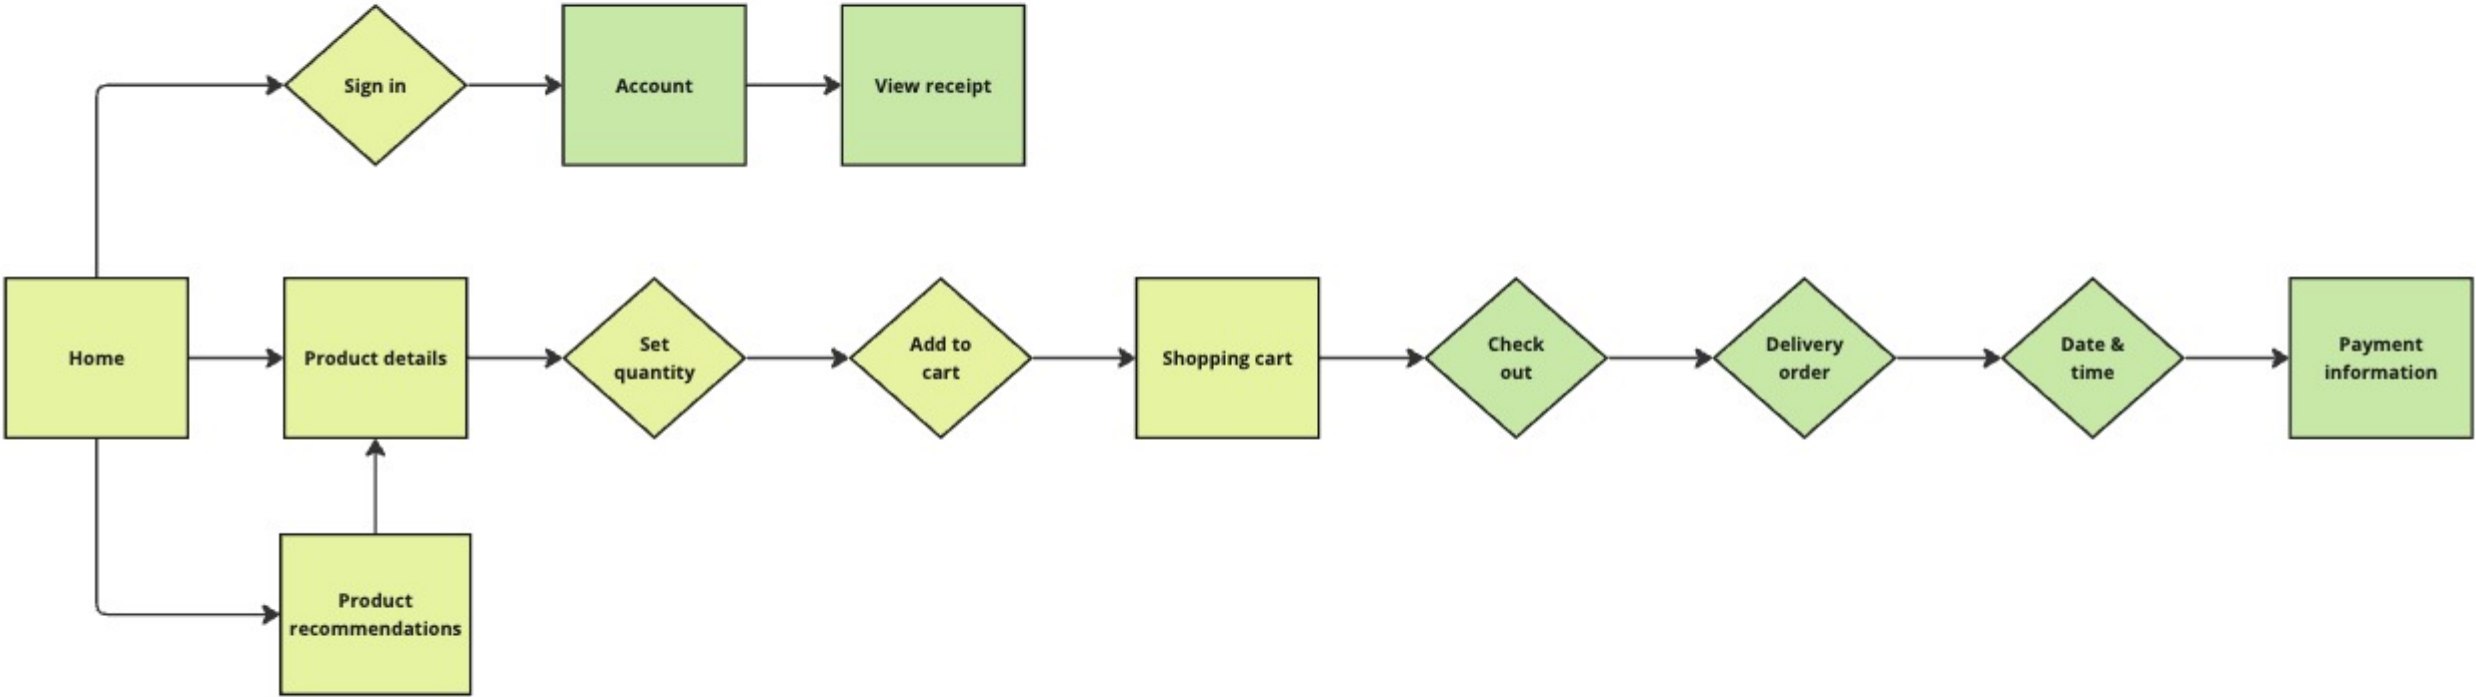 Sign in
Account
View receipt
Home
Product details
Set
quantity
Add to
cart
Shopping cart
Check
out
Delivery
order
Date &
time
Payment
information
Product
recommendations